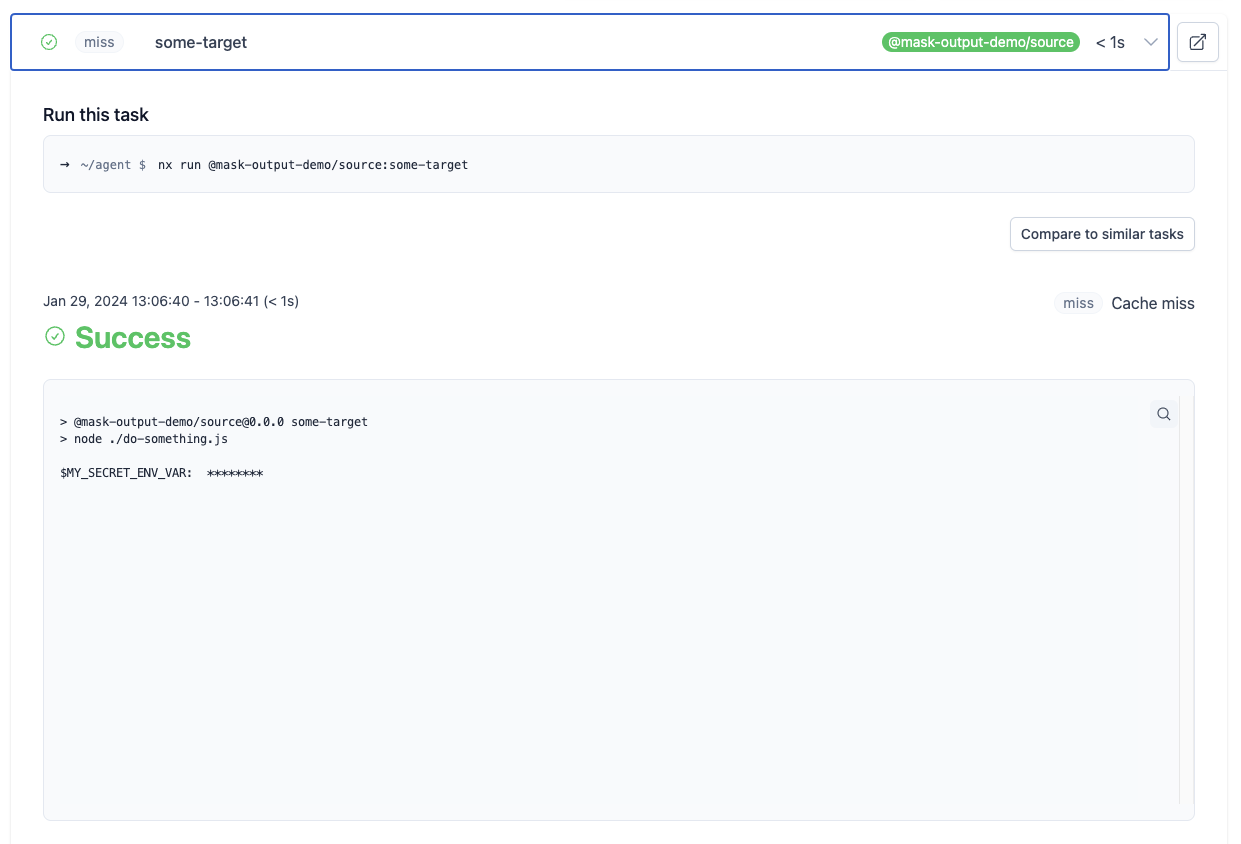 miss some-target @mask-output-demo/source < 1s
Run this task
→ ~/agent $ nx run @mask-output-demo/source:some-target
Compare to similar tasks
Jan 29, 2024 13:06:40 - 13:06:41 (< 1s)
miss Cache miss
Success
> @mask-output-demo/source@0.0.0 some-target
> node ./do-something.js
$MY_SECRET_ENV_VAR: ********